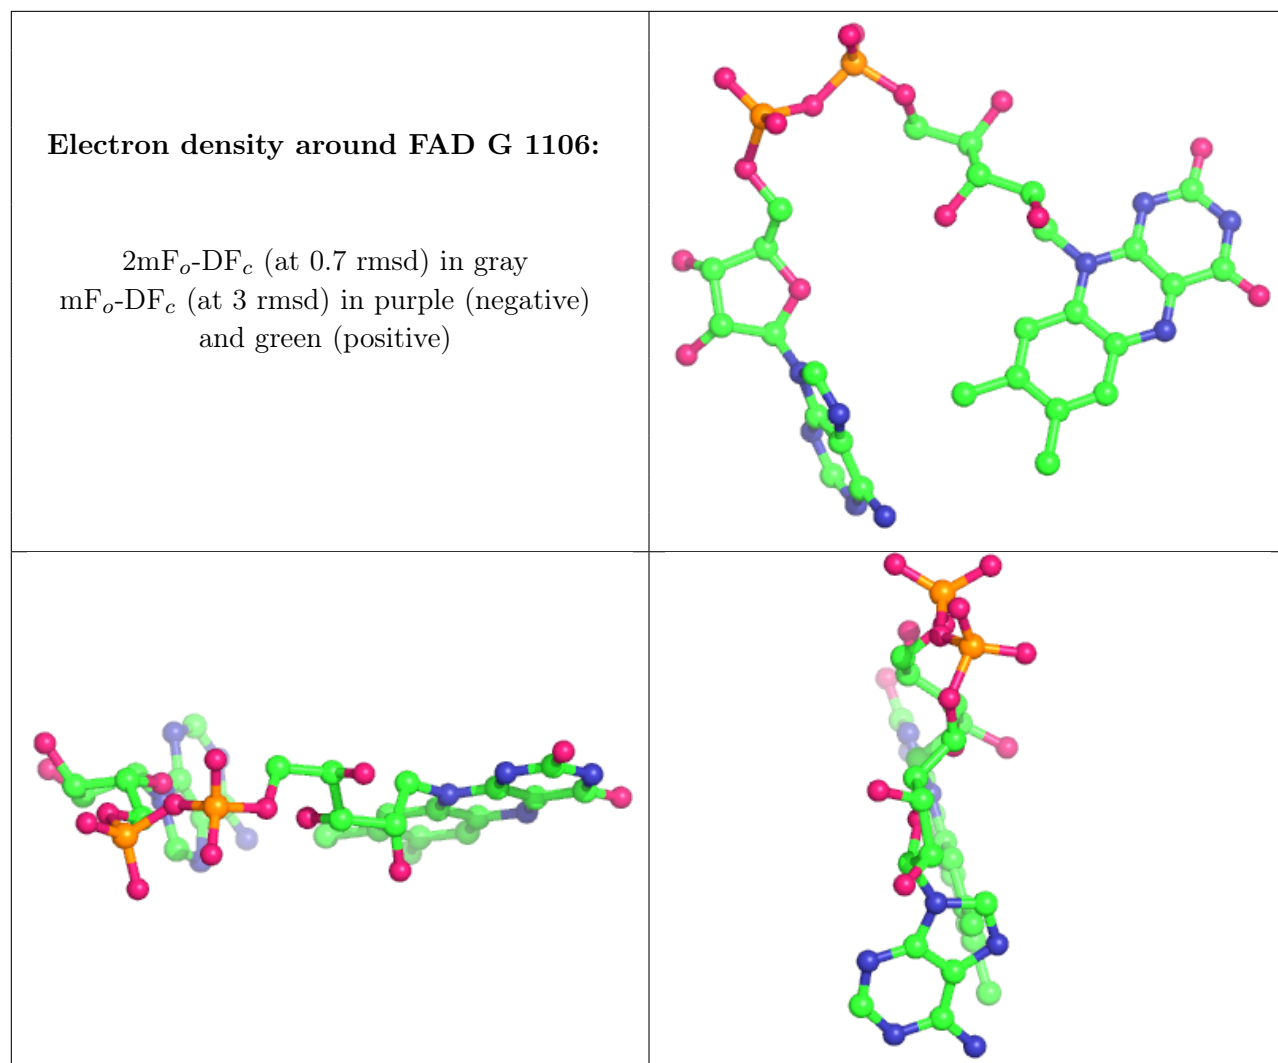 Electron density around FAD G 1106:
2mFo-DFc (at 0.7 rmsd) in gray
mFo-DFc (at 3 rmsd) in purple (negative)
and green (positive)